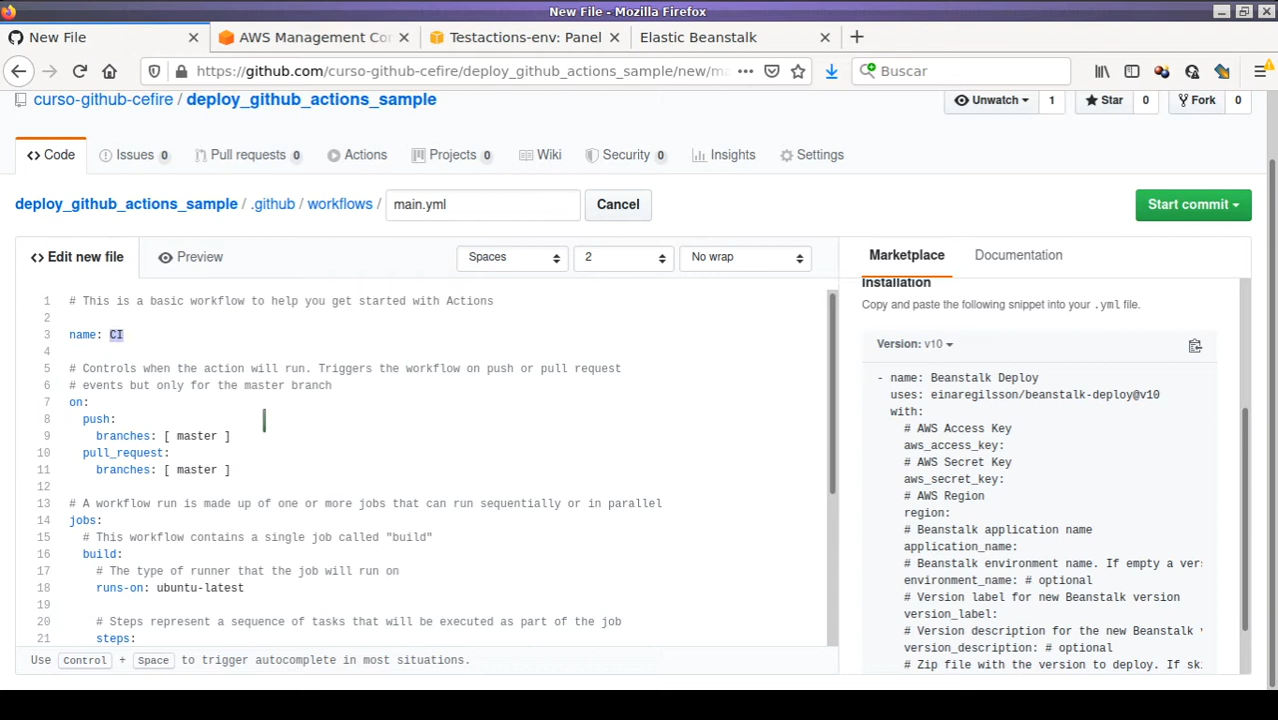 New File - Mozilla Firefox
New File
AWS Management Co
Testactions-env: Panel
Elastic Beanstalk
https://github.com/curso-github-cefire/deploy_github_actions_sample/new/ma
Buscar
curso-github-cefire / deploy_github_actions_sample
Unwatch 1
Star 0
Fork 0
Code
Issues 0
Pull requests 0
Actions
Projects 0
Wiki
Security 0
Insights
Settings
deploy_github_actions_sample / .github / workflows / main.yml
Cancel
Start commit
<> Edit new file
Preview
Spaces
2
No wrap
Marketplace
Documentation
1 # This is a basic workflow to help you get started with Actions
2
3 name: CI
4
5 # Controls when the action will run. Triggers the workflow on push or pull request
6 # events but only for the master branch
7 on:
8 push:
9 branches: [ master ]
10 pull_request:
11 branches: [ master ]
12
13 # A workflow run is made up of one or more jobs that can run sequentially or in parallel
14 jobs:
15 # This workflow contains a single job called "build"
16 build:
17 # The type of runner that the job will run on
18 runs-on: ubuntu-latest
19
20 # Steps represent a sequence of tasks that will be executed as part of the job
21 steps:
Use Control + Space to trigger autocomplete in most situations.
Installation
Copy and paste the following snippet into your .yml file.
Version: v10
- name: Beanstalk Deploy
uses: einaregilsson/beanstalk-deploy@v10
with:
# AWS Access Key
aws_access_key:
# AWS Secret Key
aws_secret_key:
# AWS Region
region:
# Beanstalk application name
application_name:
# Beanstalk environment name. If empty a ver
environment_name: # optional
# Version label for new Beanstalk version
version_label:
# Version description for the new Beanstalk
version_description: # optional
# Zip file with the version to deploy. If sk